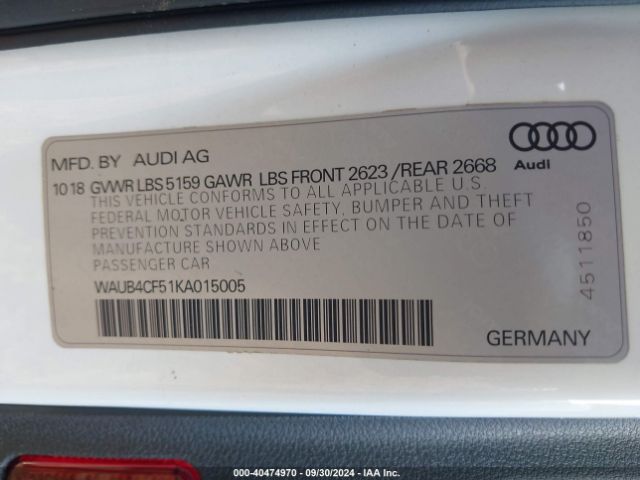 MFD. BY AUDI AG
Audi
10 18 GVWR LBS 5159 GAWR LBS FRONT 2623 /REAR 2668
THIS VEHICLE CONFORMS TO ALL APPLICABLE U.S.
FEDERAL MOTOR VEHICLE SAFETY, BUMPER AND THEFT
PREVENTION STANDARDS IN EFFECT ON THE DATE OF
MANUFACTURE SHOWN ABOVE
PASSENGER CAR
4511850
WAUB4CF51KA015005
GERMANY
000-40474970 - 09/30/2024 - IAA Inc.